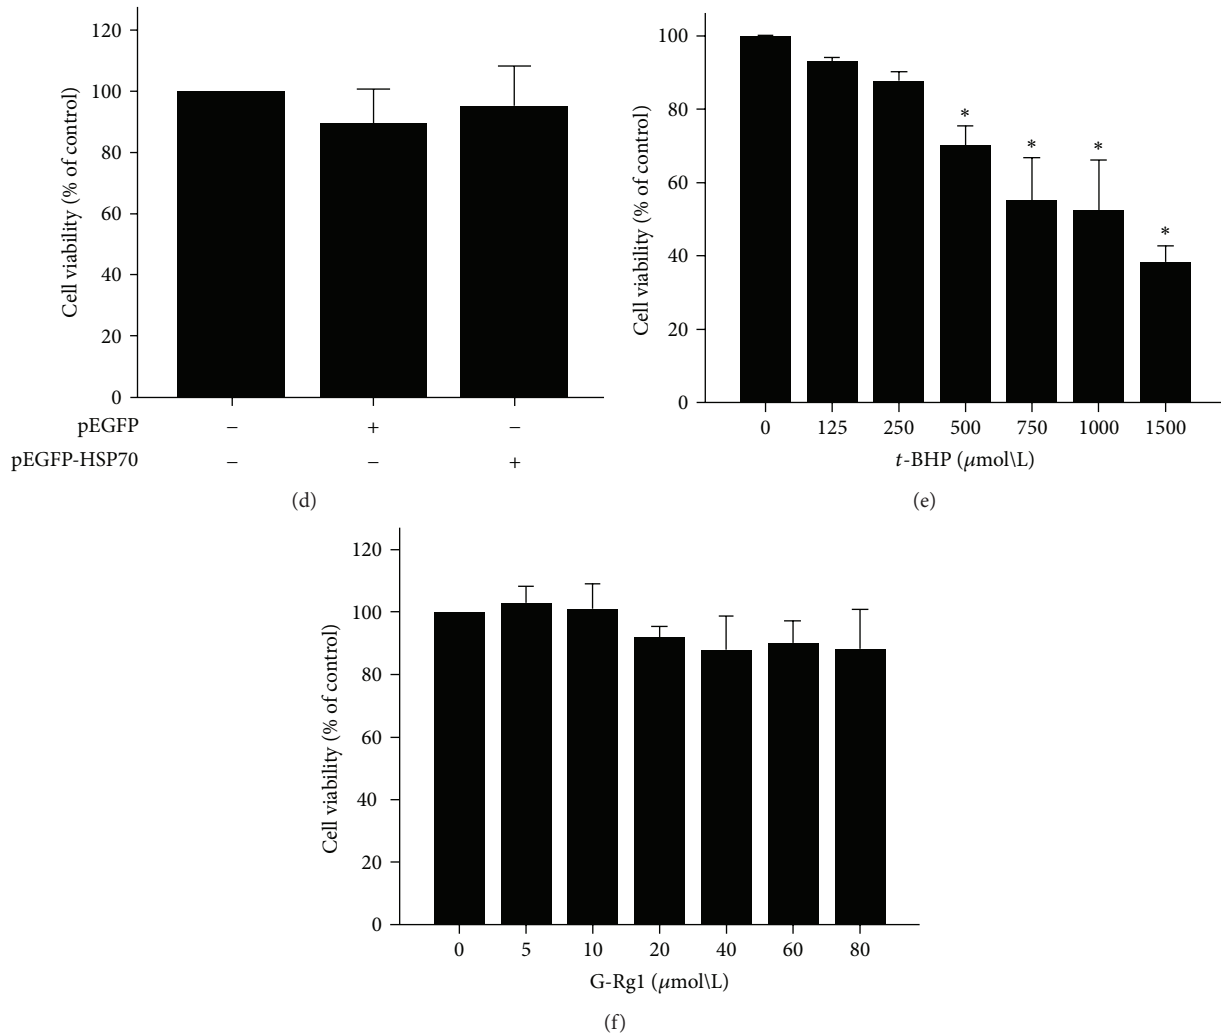 Cell viability (% of control)
120
100
80
60
40
20
0
pEGFP − + −
pEGFP-HSP70 − − +
(d)
Cell viability (% of control)
100
80
60
40
20
0
* * * *
0 125 250 500 750 1000 1500
t-BHP (μmol\L)
(e)
Cell viability (% of control)
120
100
80
60
40
20
0
0 5 10 20 40 60 80
G-Rg1 (μmol\L)
(f)